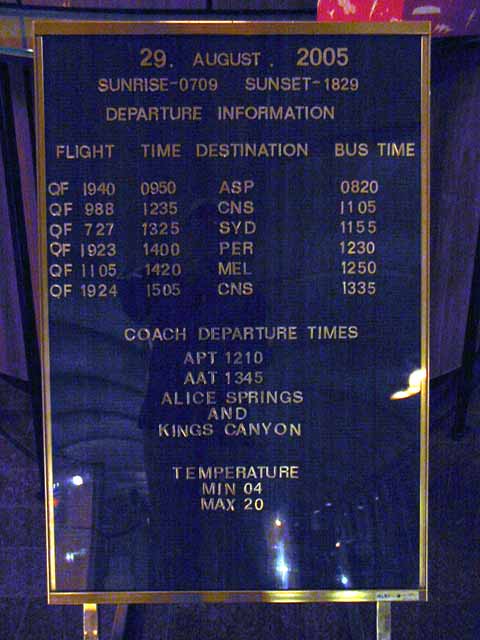 29. AUGUST. 2005
SUNRISE-0709 SUNSET-1829
DEPARTURE INFORMATION
FLIGHT TIME DESTINATION BUS TIME
QF 1940 0950 ASP 0820
QF 988 1235 CNS 1105
QF 727 1325 SYD 1155
QF 1923 1400 PER 1230
QF 1105 1420 MEL 1250
QF 1924 1505 CNS 1335
COACH DEPARTURE TIMES
APT 1210
AAT 1345
ALICE SPRINGS
AND
KINGS CANYON
TEMPERATURE
MIN 04
MAX 20